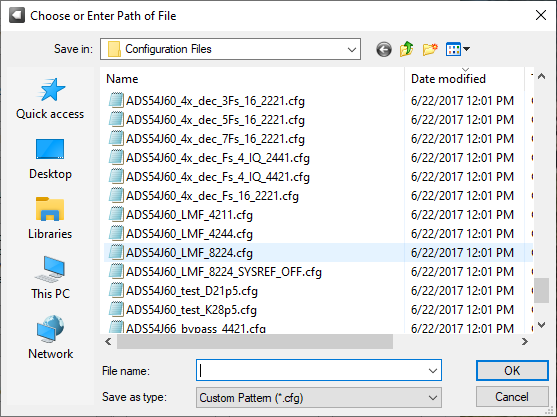 Choose or Enter Path of File
Save in: Configuration Files
Name Date modified
ADS54J60_4x_dec_3Fs_16_2221.cfg 6/22/2017 12:01 PM
ADS54J60_4x_dec_5Fs_16_2221.cfg 6/22/2017 12:01 PM
ADS54J60_4x_dec_7Fs_16_2221.cfg 6/22/2017 12:01 PM
ADS54J60_4x_dec_Fs_4_IQ_2441.cfg 6/22/2017 12:01 PM
ADS54J60_4x_dec_Fs_4_IQ_4421.cfg 6/22/2017 12:01 PM
ADS54J60_4x_dec_Fs_16_2221.cfg 6/22/2017 12:01 PM
ADS54J60_LMF_4211.cfg 6/22/2017 12:01 PM
ADS54J60_LMF_4244.cfg 6/22/2017 12:01 PM
ADS54J60_LMF_8224.cfg 6/22/2017 12:01 PM
ADS54J60_LMF_8224_SYSREF_OFF.cfg 6/22/2017 12:01 PM
ADS54J60_test_D21p5.cfg 6/22/2017 12:01 PM
ADS54J60_test_K28p5.cfg 6/22/2017 12:01 PM
ADS54J66_bypass_4421.cfg 6/22/2017 12:01 PM
Quick access
Desktop
Libraries
This PC
Network
File name: OK
Save as type: Custom Pattern (*.cfg) Cancel